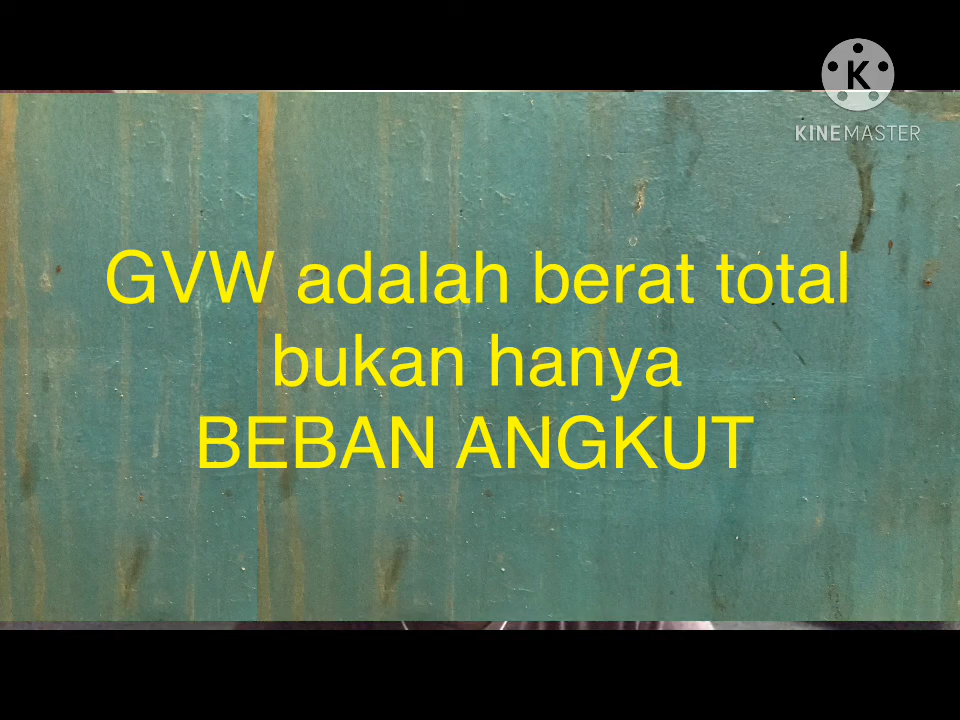 K
KINEMASTER
GVW adalah berat total
bukan hanya
BEBAN ANGKUT